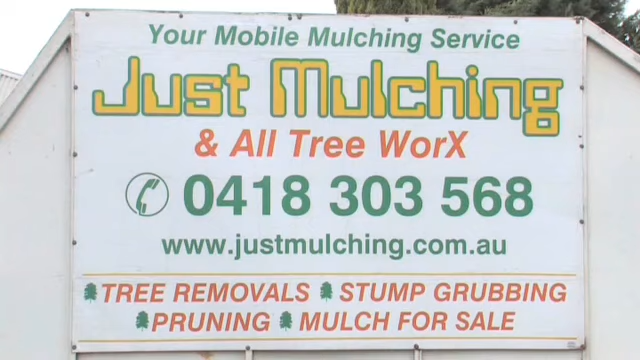 Your Mobile Mulching Service
Just Mulching
& All Tree WorX
0418 303 568
www.justmulching.com.au
TREE REMOVALS STUMP GRUBBING
PRUNING MULCH FOR SALE